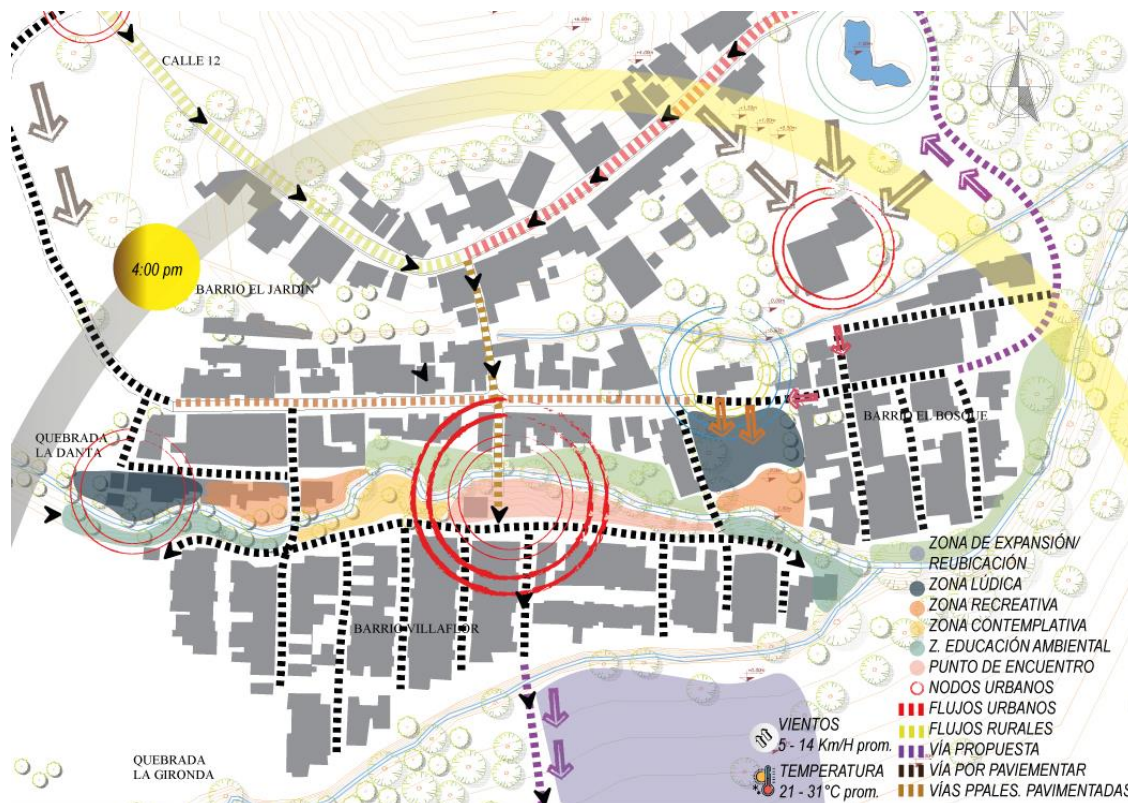 CALLE 12
N
4:00 pm
BARRIO EL JARDIN
BARRIO EL BOSQUE
QUEBRADA
LA DANTA
BARRIO VILLAFLOR
QUEBRADA
LA GIRONDA
VIENTOS
5 - 14 Km/H prom.
TEMPERATURA
21 - 31°C prom.
ZONA DE EXPANSIÓN/
REUBICACIÓN
ZONA LÚDICA
ZONA RECREATIVA
ZONA CONTEMPLATIVA
Z. EDUCACIÓN AMBIENTAL
PUNTO DE ENCUENTRO
NODOS URBANOS
FLUJOS URBANOS
FLUJOS RURALES
VÍA PROPUESTA
VÍA POR PAVIEMENTAR
VÍAS PPALES. PAVIMENTADAS